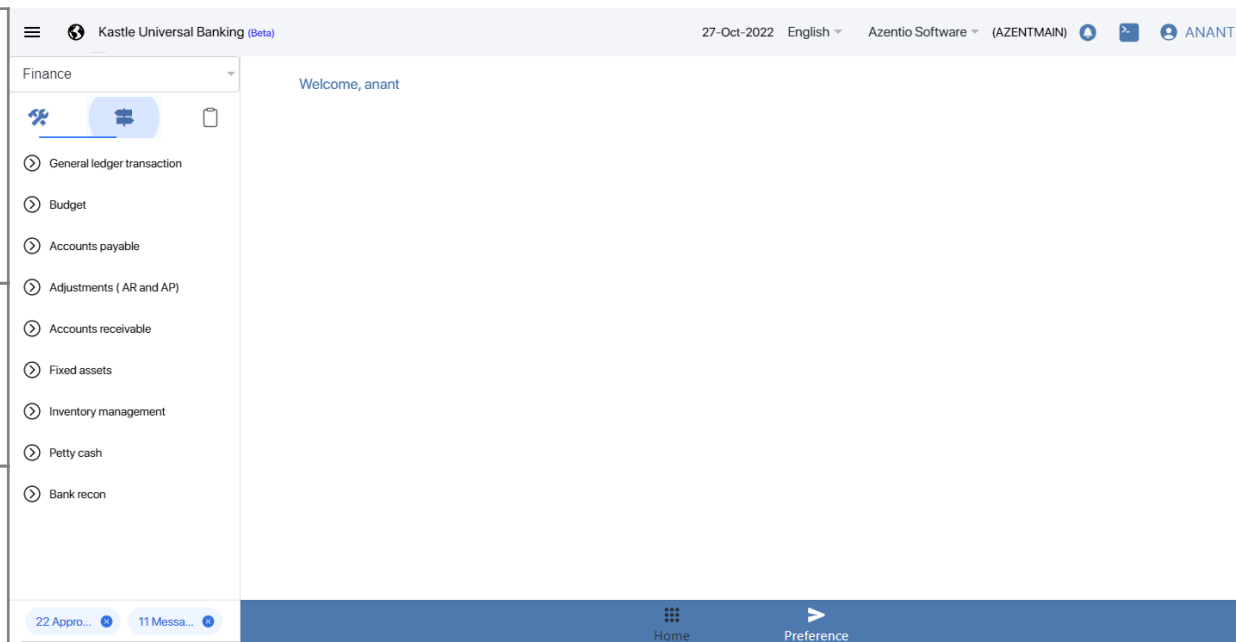 Kastle Universal Banking (Beta) 27-Oct-2022 English Azentio Software (AZENTMAIN) ANANT
Finance
Welcome, anant
General ledger transaction
Budget
Accounts payable
Adjustments ( AR and AP)
Accounts receivable
Fixed assets
Inventory management
Petty cash
Bank recon
22 Appro... 11 Messa...
Home Preference